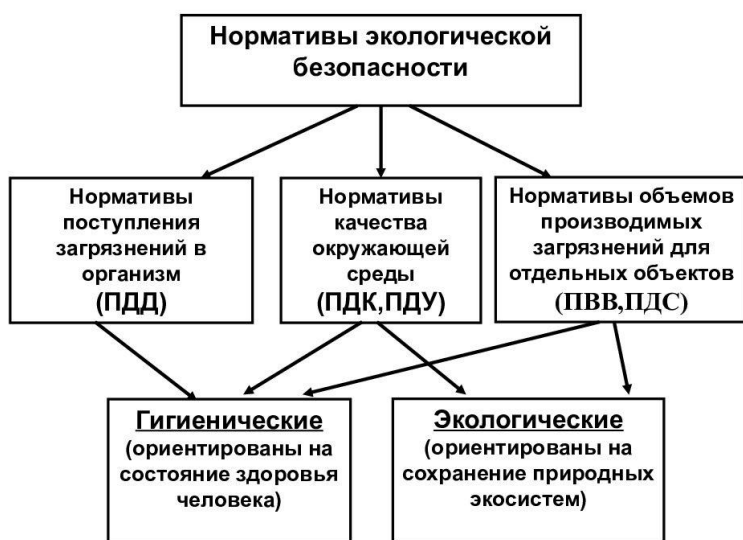 Нормативы экологической
безопасности
Нормативы
поступления
загрязнений в
организм
(ПДД)
Нормативы
качества
окружающей
среды
(ПДК,ПДУ)
Нормативы объемов
производимых
загрязнений для
отдельных объектов
(ПВВ,ПДС)
Гигиенические
(ориентированы на
состояние здоровья
человека)
Экологические
(ориентированы на
сохранение природных
экосистем)